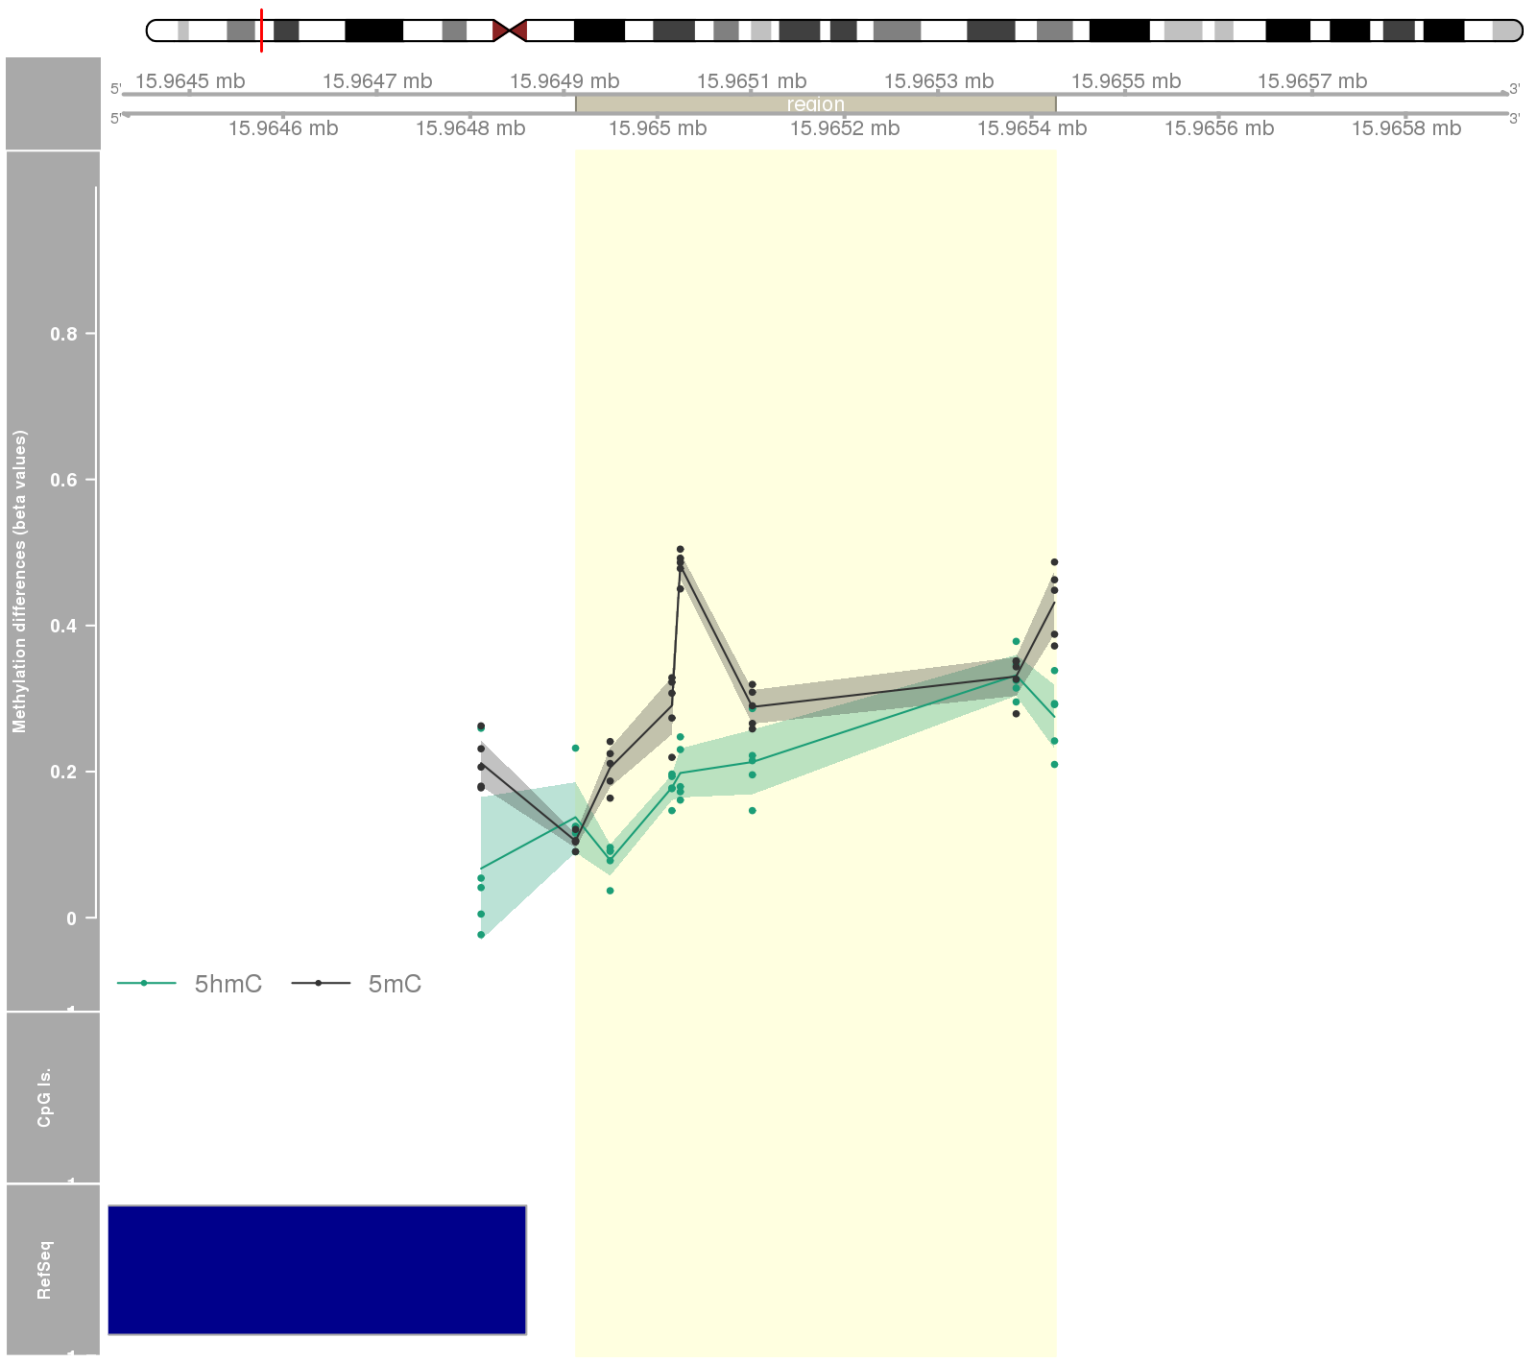 15.9645 mb 15.9647 mb 15.9649 mb 15.9651 mb 15.9653 mb 15.9655 mb 15.9657 mb
5' 3'
region
5' 3'
15.9646 mb 15.9648 mb 15.965 mb 15.9652 mb 15.9654 mb 15.9656 mb 15.9658 mb
Methylation differences (beta values)
0.8
0.6
0.4
0.2
0
5hmC 5mC
CpG Is.
RefSeq